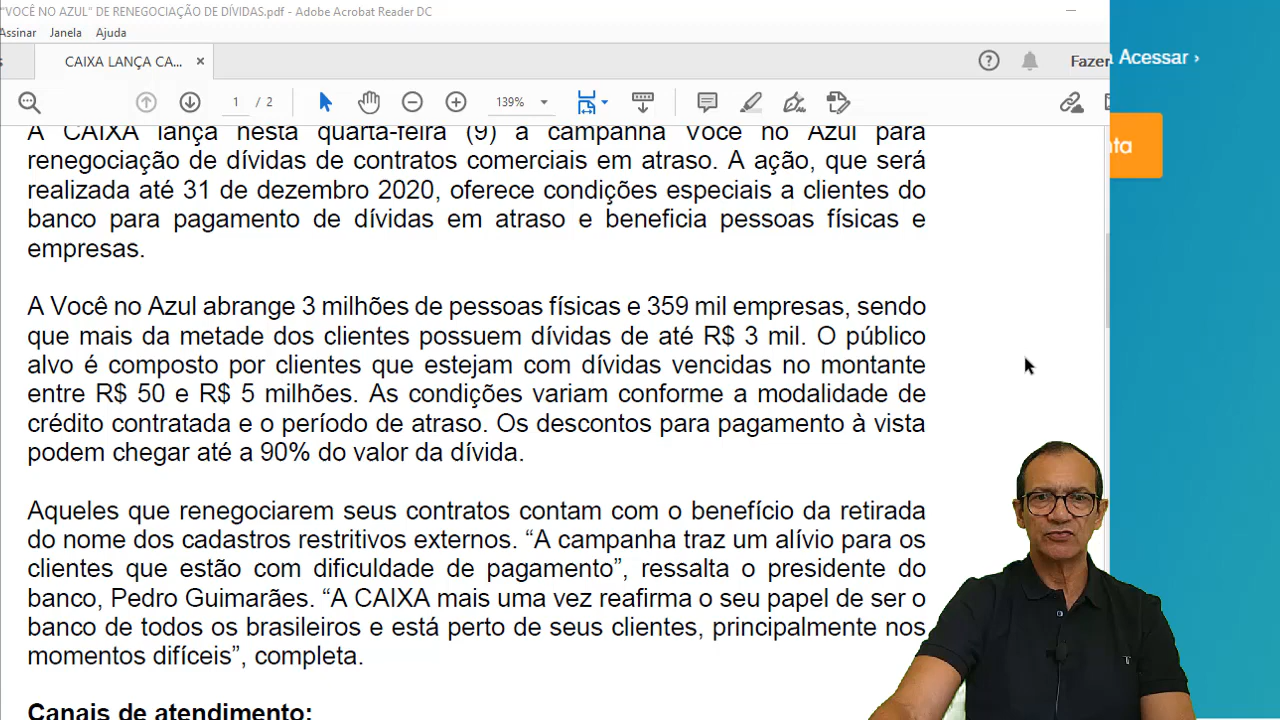 "VOCÊ NO AZUL" DE RENEGOCIAÇÃO DE DÍVIDAS.pdf - Adobe Acrobat Reader DC
Assinar Janela Ajuda
CAIXA LANÇA CA... ×
Fazer
Acessar ›
1 / 2
139%
nta
A CAIXA lança nesta quarta-feira (9) a campanha Você no Azul para
renegociação de dívidas de contratos comerciais em atraso. A ação, que será
realizada até 31 de dezembro 2020, oferece condições especiais a clientes do
banco para pagamento de dívidas em atraso e beneficia pessoas físicas e
empresas.
A Você no Azul abrange 3 milhões de pessoas físicas e 359 mil empresas, sendo
que mais da metade dos clientes possuem dívidas de até R$ 3 mil. O público
alvo é composto por clientes que estejam com dívidas vencidas no montante
entre R$ 50 e R$ 5 milhões. As condições variam conforme a modalidade de
crédito contratada e o período de atraso. Os descontos para pagamento à vista
podem chegar até a 90% do valor da dívida.
Aqueles que renegociarem seus contratos contam com o benefício da retirada
do nome dos cadastros restritivos externos. “A campanha traz um alívio para os
clientes que estão com dificuldade de pagamento”, ressalta o presidente do
banco, Pedro Guimarães. “A CAIXA mais uma vez reafirma o seu papel de ser o
banco de todos os brasileiros e está perto de seus clientes, principalmente nos
momentos difíceis”, completa.
Canais de atendimento: